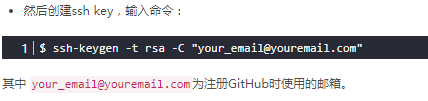 然后创建ssh key，输入命令：
1 $ ssh-keygen -t rsa -C "your_email@youremail.com"
其中 your_email@youremail.com为注册GitHub时使用的邮箱。